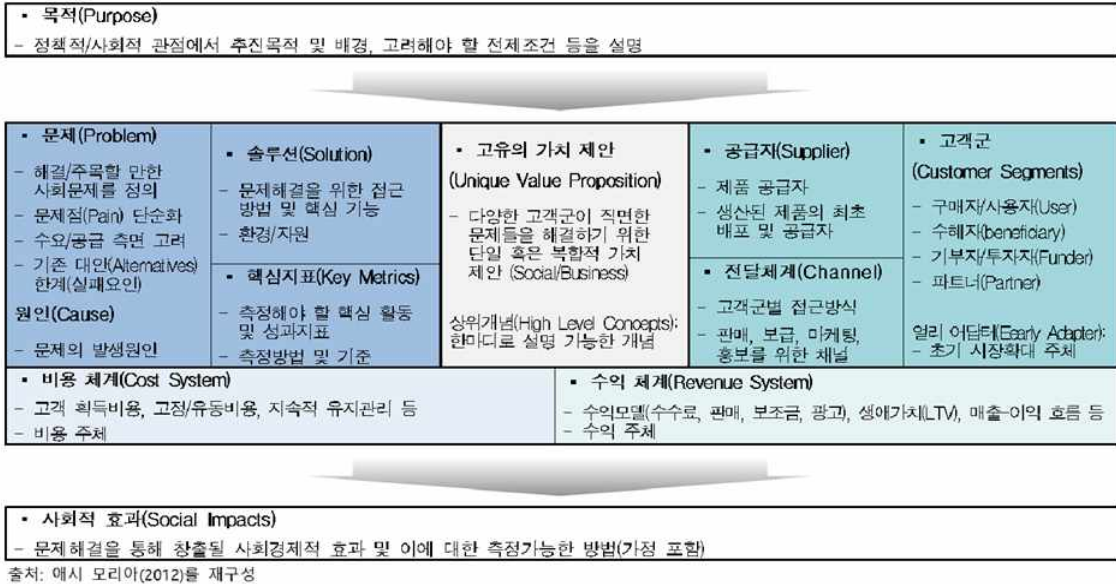 ▪ 목적(Purpose)
- 정책적/사회적 관점에서 추진목적 및 배경, 고려해야 할 전제조건 등을 설명
▪ 문제(Problem)
- 해결/주목할 만한
사회문제를 정의
- 문제점(Pain) 단순화
- 수요/공급 측면 고려
- 기존 대안(Alternatives)
한계(실패요인)
원인(Cause)
- 문제의 발생원인
▪ 솔루션(Solution)
- 문제해결을 위한 접근
방법 및 핵심 기능
- 환경/자원
▪ 핵심지표(Key Metrics)
- 측정해야 할 핵심 활동
및 성과지표
- 측정방법 및 기준
▪ 고유의 가치 제안
(Unique Value Proposition)
- 다양한 고객군이 직면한
문제들을 해결하기 위한
단일 혹은 복합적 가치
제안 (Social/Business)
상위개념(High Level Concepts):
한마디로 설명 가능한 개념
▪ 공급자(Supplier)
- 제품 공급자
- 생산된 제품의 최초
배포 및 공급자
▪ 전달체계(Channel)
- 고객군별 접근방식
- 판매, 보급, 마케팅,
홍보를 위한 채널
▪ 고객군
(Customer Segments)
- 구매자/사용자(User)
- 수혜자(beneficiary)
- 기부자/투자자(Funder)
- 파트너(Partner)
얼리 어답터(Eearly Adapter):
- 초기 시장확대 주체
▪ 비용 체계(Cost System)
- 고객 획득비용, 고정/유동비용, 지속적 유지관리 등
- 비용 주체
▪ 수익 체계(Revenue System)
- 수익모델(수수료, 판매, 보조금, 광고), 생애가치(LTV), 매출-이익 흐름 등
- 수익 주체
▪ 사회적 효과(Social Impacts)
- 문제해결을 통해 창출될 사회경제적 효과 및 이에 대한 측정가능한 방법(가정 포함)
출처: 애시 모리아(2012)를 재구성